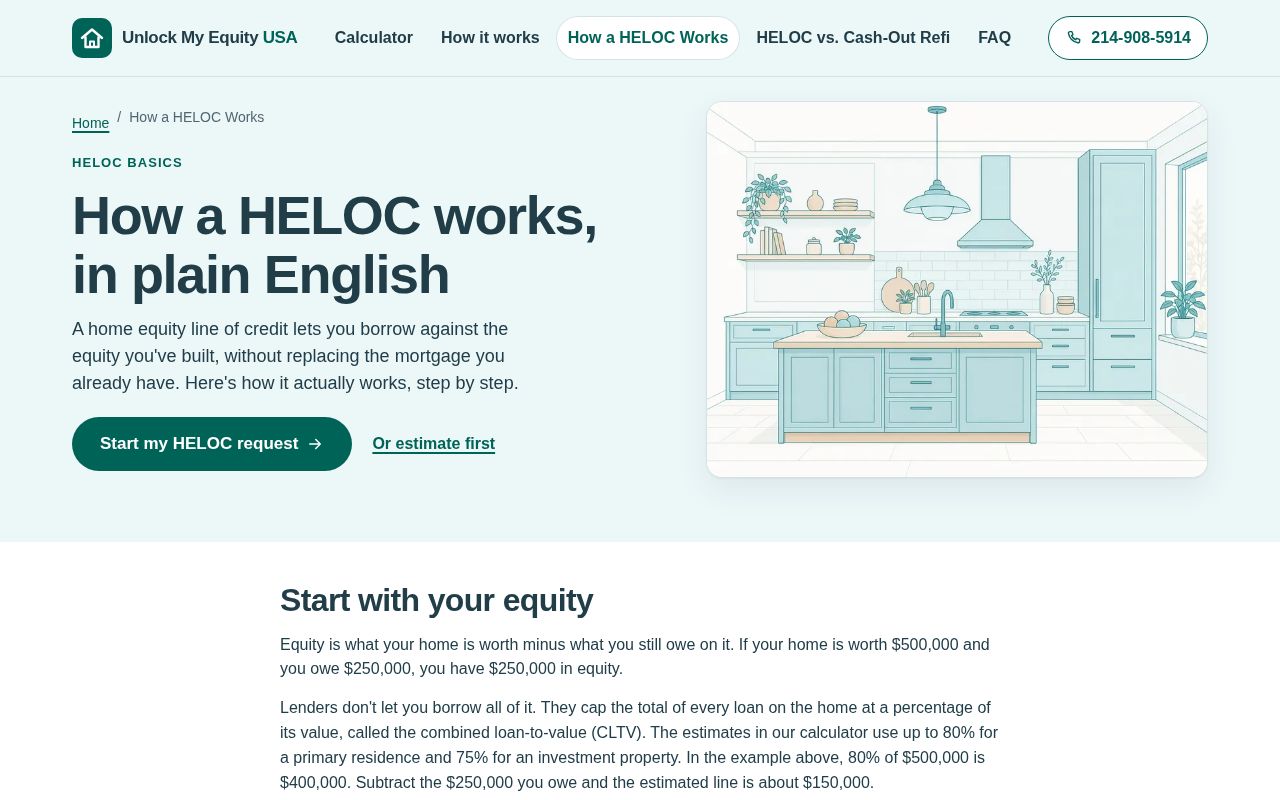 Unlock My Equity USA
Calculator
How it works
How a HELOC Works
HELOC vs. Cash-Out Refi
FAQ
214-908-5914
Home / How a HELOC Works
HELOC BASICS
How a HELOC works,
in plain English
A home equity line of credit lets you borrow against the
equity you've built, without replacing the mortgage you
already have. Here's how it actually works, step by step.
Start my HELOC request →
Or estimate first
Start with your equity
Equity is what your home is worth minus what you still owe on it. If your home is worth $500,000 and
you owe $250,000, you have $250,000 in equity.
Lenders don't let you borrow all of it. They cap the total of every loan on the home at a percentage of
its value, called the combined loan-to-value (CLTV). The estimates in our calculator use up to 80% for
a primary residence and 75% for an investment property. In the example above, 80% of $500,000 is
$400,000. Subtract the $250,000 you owe and the estimated line is about $150,000.